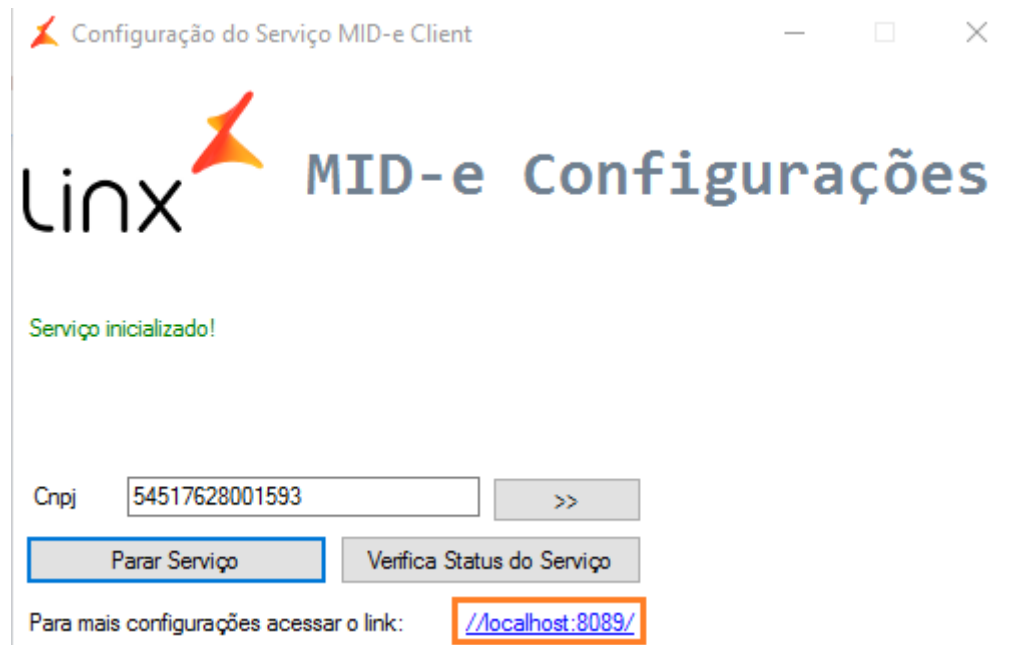 Configuração do Serviço MID-e Client
Linx
MID-e Configurações
Serviço inicializado!
Cnpj 54517628001593 >>
Parar Serviço Verifica Status do Serviço
Para mais configurações acessar o link: //localhost:8089/